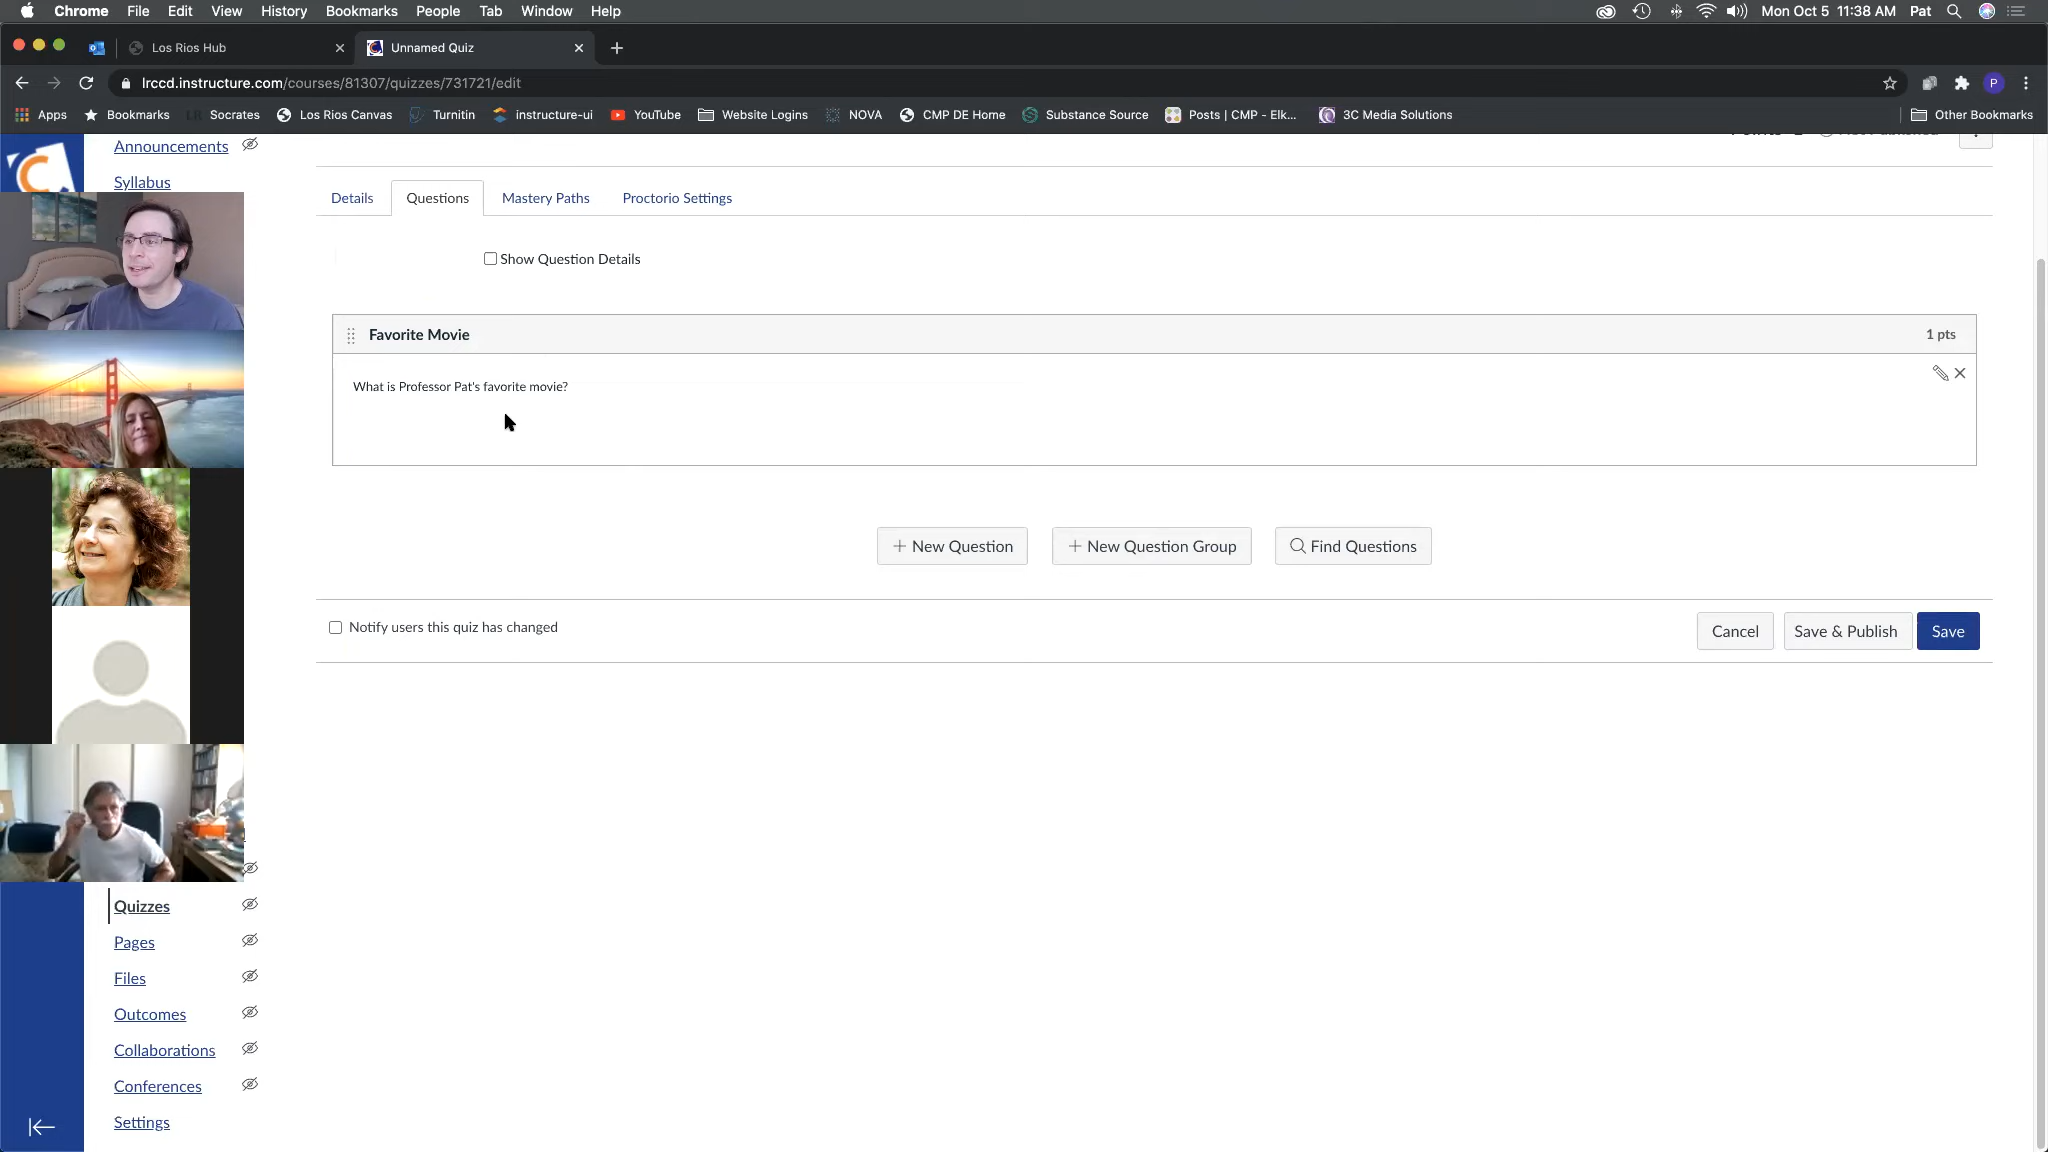 Chrome File Edit View History Bookmarks People Tab Window Help Mon Oct 5 11:38 AM Pat
Los Rios Hub Unnamed Quiz
lrccd.instructure.com/courses/81307/quizzes/731721/edit P
Apps Bookmarks Socrates Los Rios Canvas Turnitin instructure-ui YouTube Website Logins NOVA CMP DE Home Substance Source Posts | CMP - Elk... 3C Media Solutions Other Bookmarks
Announcements
Syllabus
Details Questions Mastery Paths Proctorio Settings
Show Question Details
Favorite Movie 1 pts
What is Professor Pat's favorite movie?
New Question New Question Group Find Questions
Notify users this quiz has changed Cancel Save & Publish Save
Quizzes
Pages
Files
Outcomes
Collaborations
Conferences
Settings